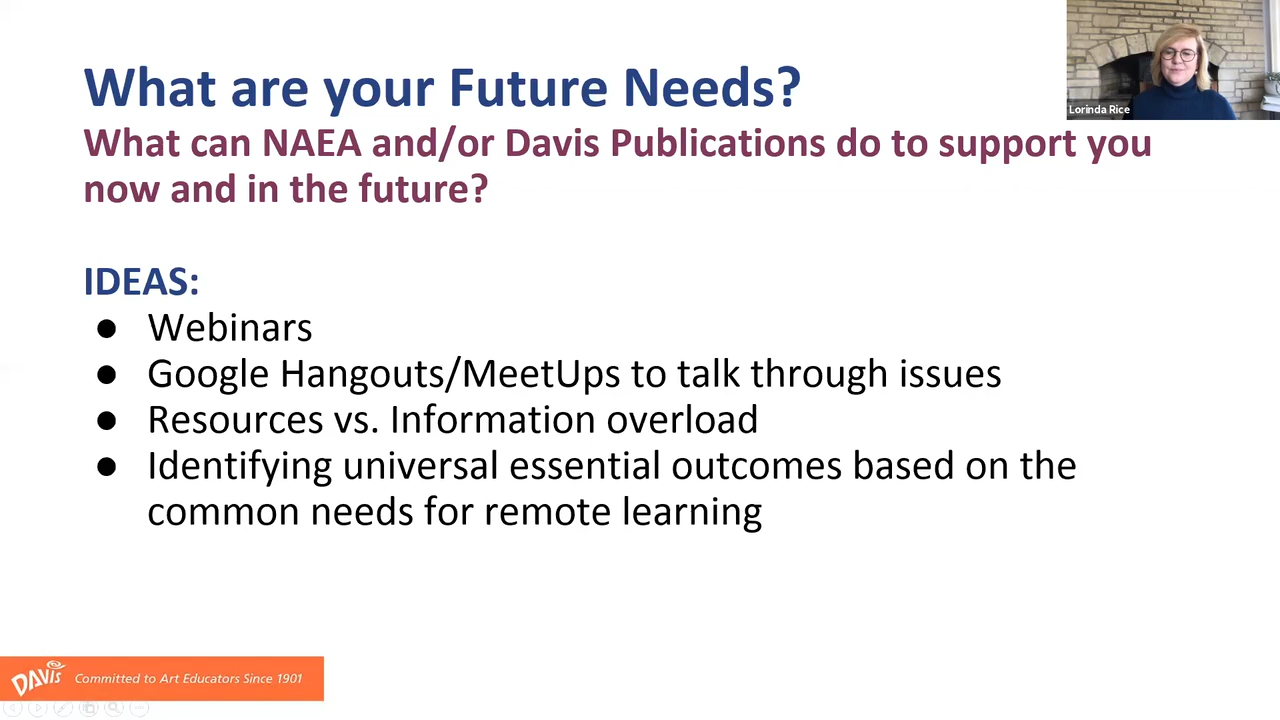 What are your Future Needs?
Lorinda Rice
What can NAEA and/or Davis Publications do to support you
now and in the future?
IDEAS:
● Webinars
● Google Hangouts/MeetUps to talk through issues
● Resources vs. Information overload
● Identifying universal essential outcomes based on the
common needs for remote learning
DAVIS Committed to Art Educators Since 1901